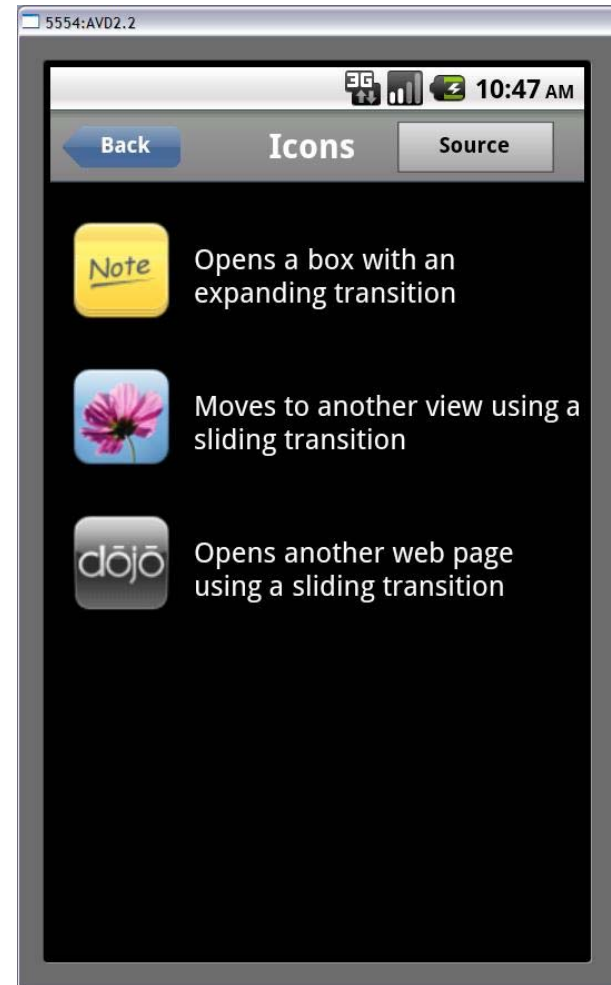 5554:AVD2.2
3G 10:47 AM
Back Icons Source
Note
Opens a box with an
expanding transition
Moves to another view using a
sliding transition
dōjō
Opens another web page
using a sliding transition